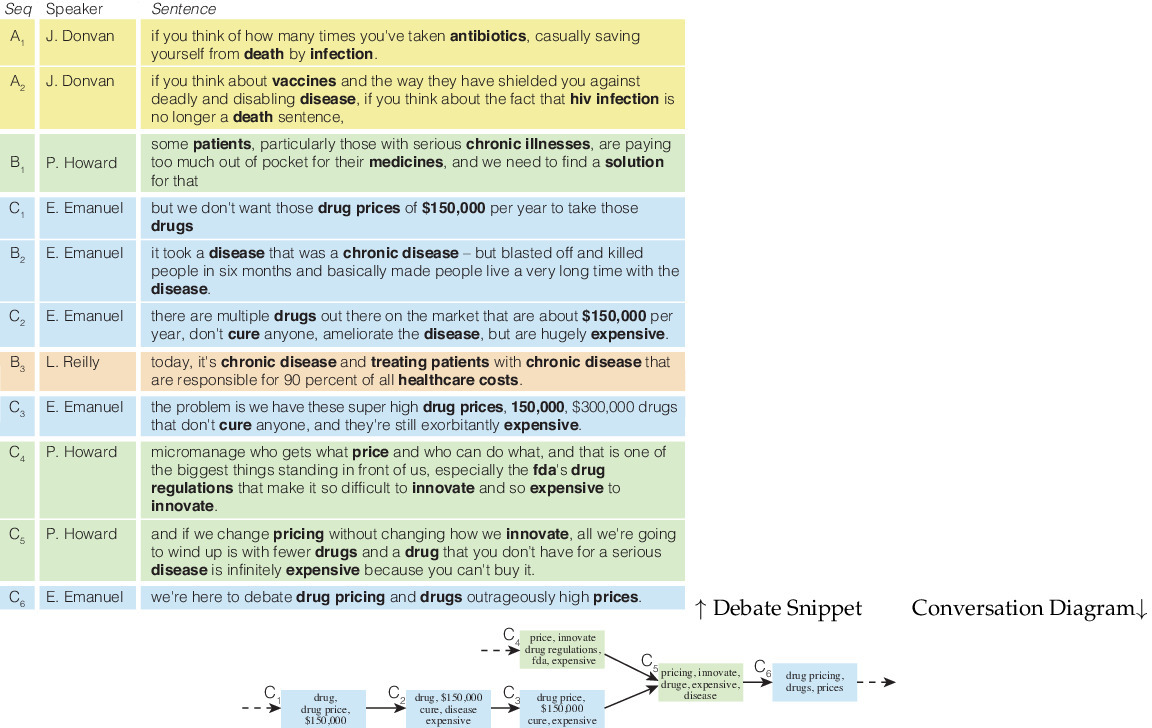 Seq Speaker Sentence
A1 J. Donvan if you think of how many times you've taken antibiotics, casually saving
yourself from death by infection.
A2 J. Donvan if you think about vaccines and the way they have shielded you against
deadly and disabling disease, if you think about the fact that hiv infection is
no longer a death sentence,
some patients, particularly those with serious chronic illnesses, are paying
B1 P. Howard too much out of pocket for their medicines, and we need to find a solution
for that
C1 E. Emanuel but we don't want those drug prices of $150,000 per year to take those
drugs
B2 E. Emanuel it took a disease that was a chronic disease – but blasted off and killed
people in six months and basically made people live a very long time with the
disease.
C2 E. Emanuel there are multiple drugs out there on the market that are about $150,000 per
year, don't cure anyone, ameliorate the disease, but are hugely expensive.
B3 L. Reilly today, it's chronic disease and treating patients with chronic disease that
are responsible for 90 percent of all healthcare costs.
C3 E. Emanuel the problem is we have these super high drug prices, 150,000, $300,000 drugs
that don't cure anyone, and they're still exorbitantly expensive.
C4 P. Howard micromanage who gets what price and who can do what, and that is one of
the biggest things standing in front of us, especially the fda's drug
regulations that make it so difficult to innovate and so expensive to
innovate.
C5 P. Howard and if we change pricing without changing how we innovate, all we're going
to wind up is with fewer drugs and a drug that you don't have for a serious
disease is infinitely expensive because you can't buy it.
C6 E. Emanuel we're here to debate drug pricing and drugs outrageously high prices.
↑ Debate Snippet Conversation Diagram↓
C4
price, innovate
drug regulations,
fda, expensive
C5
pricing, innovate,
druge, expensive,
disease
C6
drug pricing,
drugs, prices
C1
drug,
drug price,
$150,000
C2
drug, $150,000
cure, disease
expensive
C3
drug price,
$150,000
cure, expensive